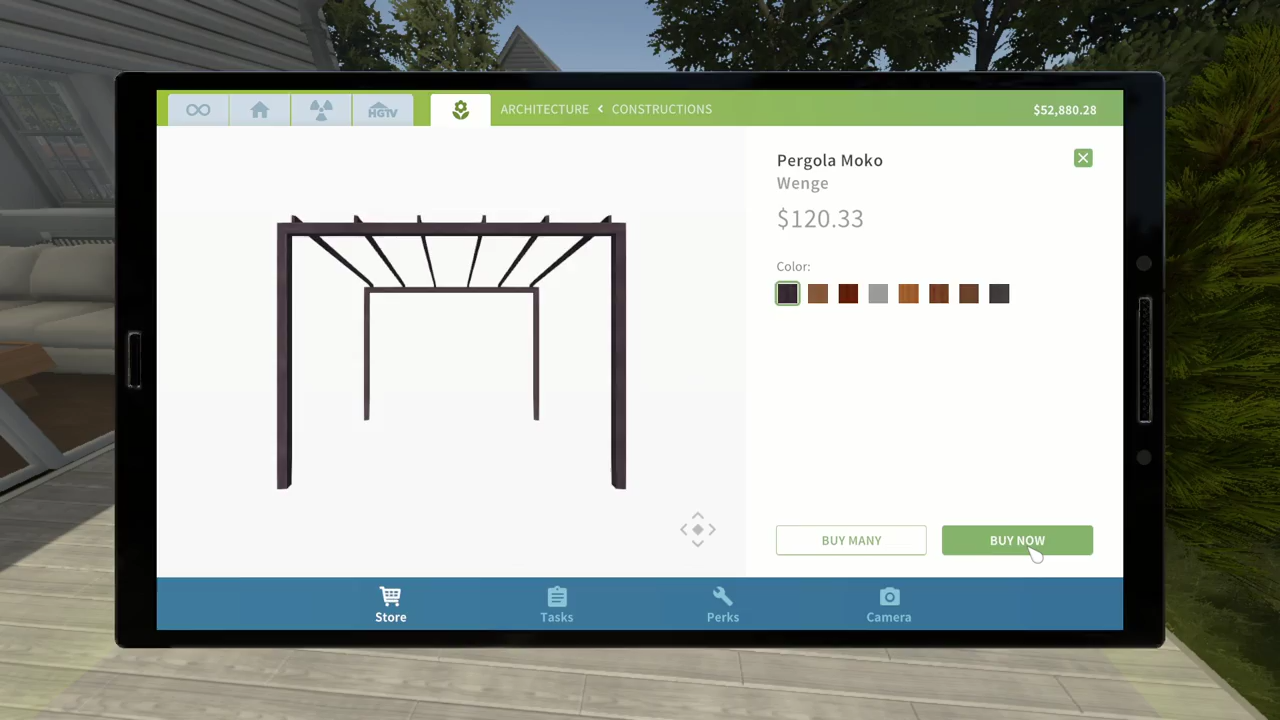 HGTV
ARCHITECTURE < CONSTRUCTIONS
$52,880.28
Pergola Moko
Wenge
$120.33
Color:
BUY MANY
BUY NOW
Store
Tasks
Perks
Camera